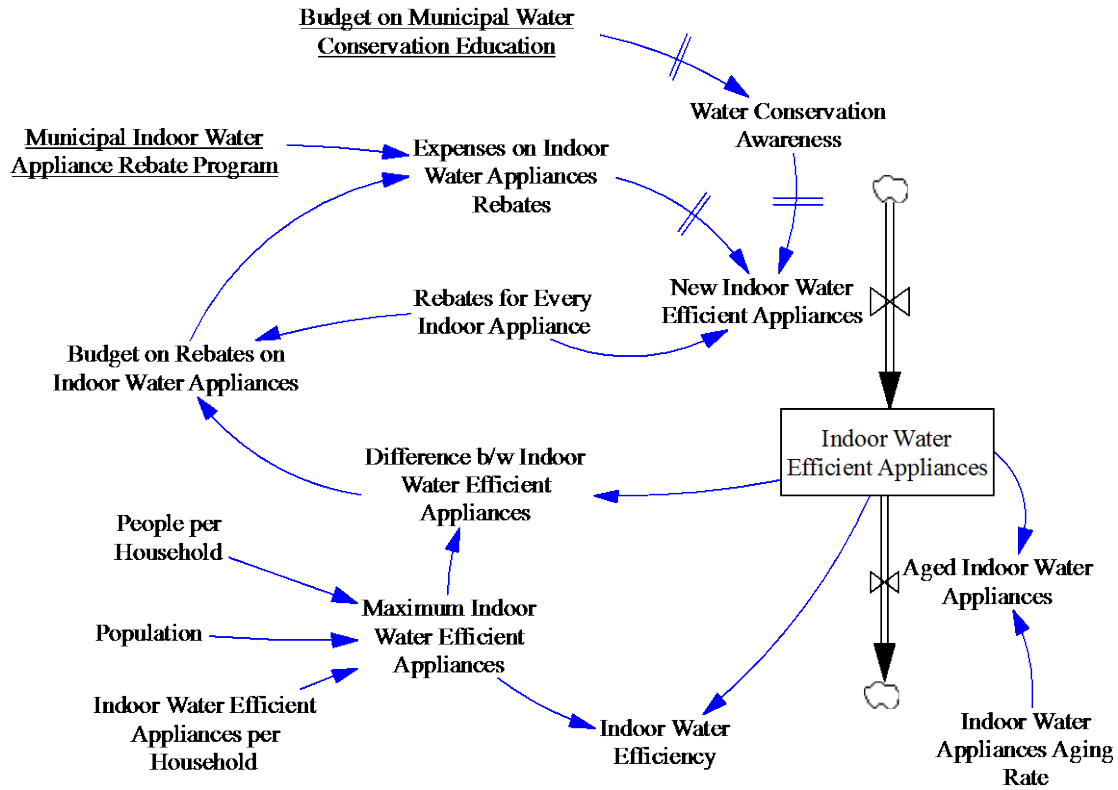 Budget on Municipal Water
Conservation Education
Water Conservation
Awareness
Municipal Indoor Water
Appliance Rebate Program
Expenses on Indoor
Water Appliances
Rebates
New Indoor Water
Efficient Appliances
Rebates for Every
Indoor Appliance
Budget on Rebates on
Indoor Water Appliances
Indoor Water
Efficient Appliances
Difference b/w Indoor
Water Efficient
Appliances
People per
Household
Aged Indoor Water
Appliances
Maximum Indoor
Water Efficient
Appliances
Population
Indoor Water Efficient
Appliances per
Household
Indoor Water
Efficiency
Indoor Water
Appliances Aging
Rate